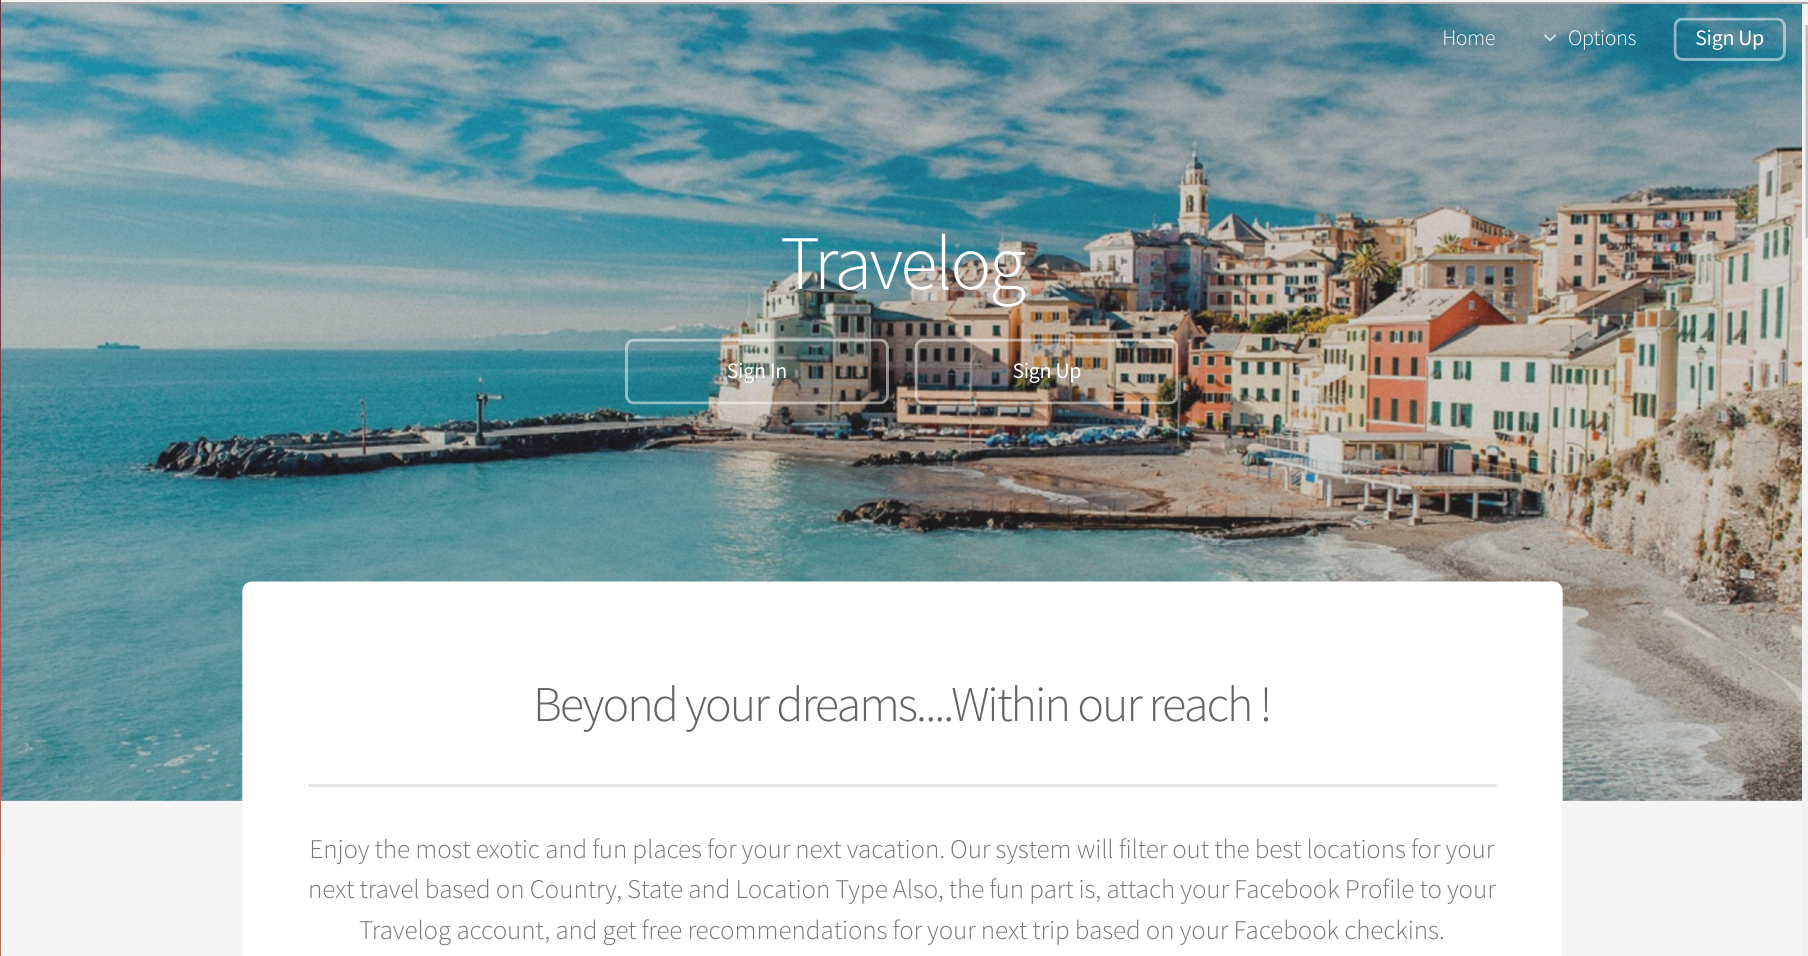 Home
Options
Sign Up
Travelog
Sign In
Sign Up
Beyond your dreams....Within our reach !
Enjoy the most exotic and fun places for your next vacation. Our system will filter out the best locations for your
next travel based on Country, State and Location Type Also, the fun part is, attach your Facebook Profile to your
Travelog account, and get free recommendations for your next trip based on your Facebook checkins.